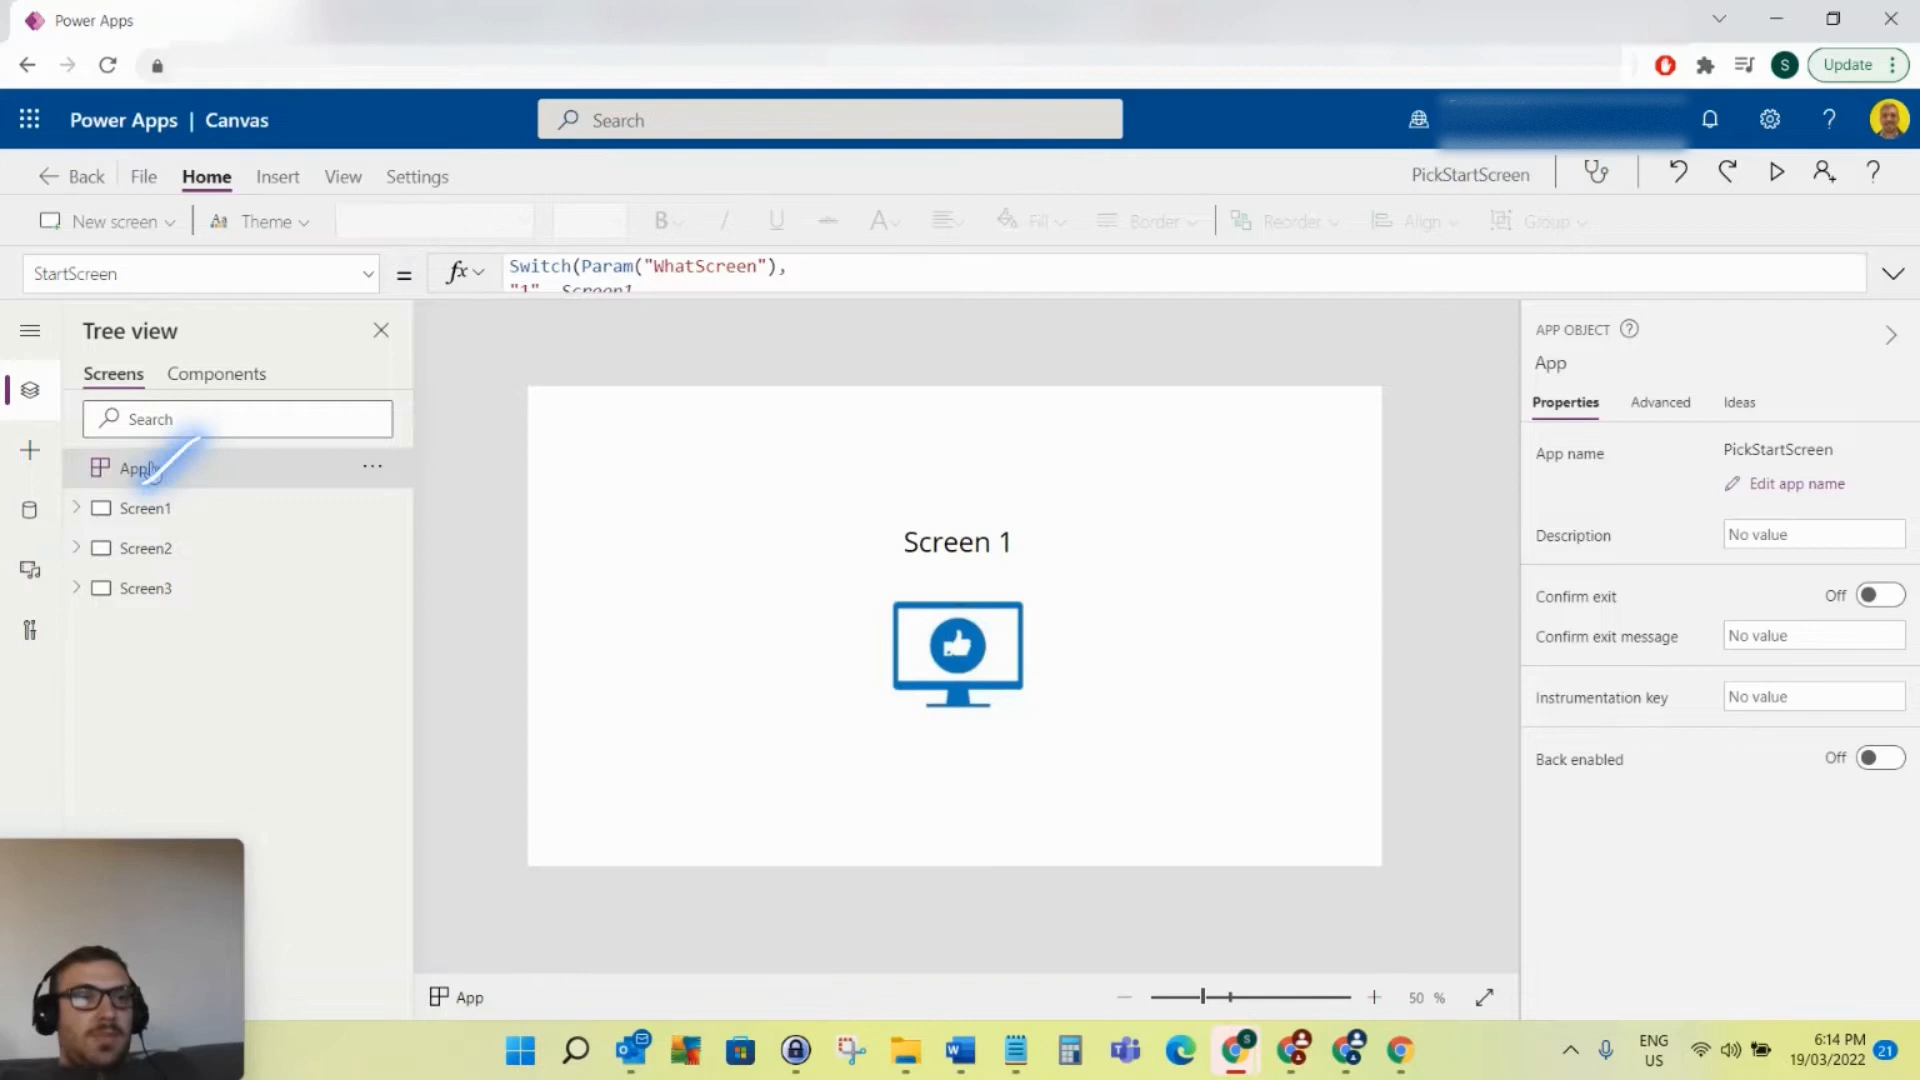 Power Apps
S
Update
Power Apps | Canvas
Search
?
Back
File
Home
Insert
View
Settings
PickStartScreen
?
New screen
Aa
Theme
B
/
U
A
Fill
Border
Reorder
Align
Group
StartScreen
=
fx
Switch(Param("WhatScreen"),
"1", Screen1,
Tree view
Screens
Components
Search
App
Screen1
Screen2
Screen3
Screen 1
APP OBJECT
?
App
Properties
Advanced
Ideas
App name
PickStartScreen
Edit app name
Description
No value
Confirm exit
Off
Confirm exit message
No value
Instrumentation key
No value
Back enabled
Off
App
50 %
ENG
US
6:14 PM
19/03/2022
21